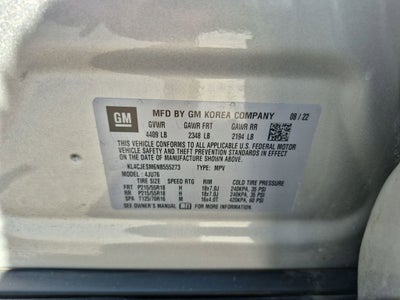 GM
MFD BY GM KOREA COMPANY 08 / 22
GVWR GAWR FRT GAWR RR
4409 LB 2348 LB 2194 LB
THIS VEHICLE CONFORMS TO ALL APPLICABLE U.S. FEDERAL MOTOR
VEHICLE SAFETY AND THEFT PREVENTION STANDARDS IN EFFECT ON
THE DATE OF MANUFACTURE SHOWN ABOVE.
KL4CJESM6NB555273 TYPE: MPV
MODEL: 4JU76
TIRE SIZE SPEED RTG RIM COLD TIRE PRESSURE
FRT P215/55R18 H 18x7.0J 240KPA, 35 PSI
RR P215/55R18 H 18x7.0J 240KPA, 35 PSI
SPA T125/70R16 M 16x4.0T 420KPA, 60 PSI
SEE OWNER'S MANUAL FOR ADDITIONAL INFORMATION